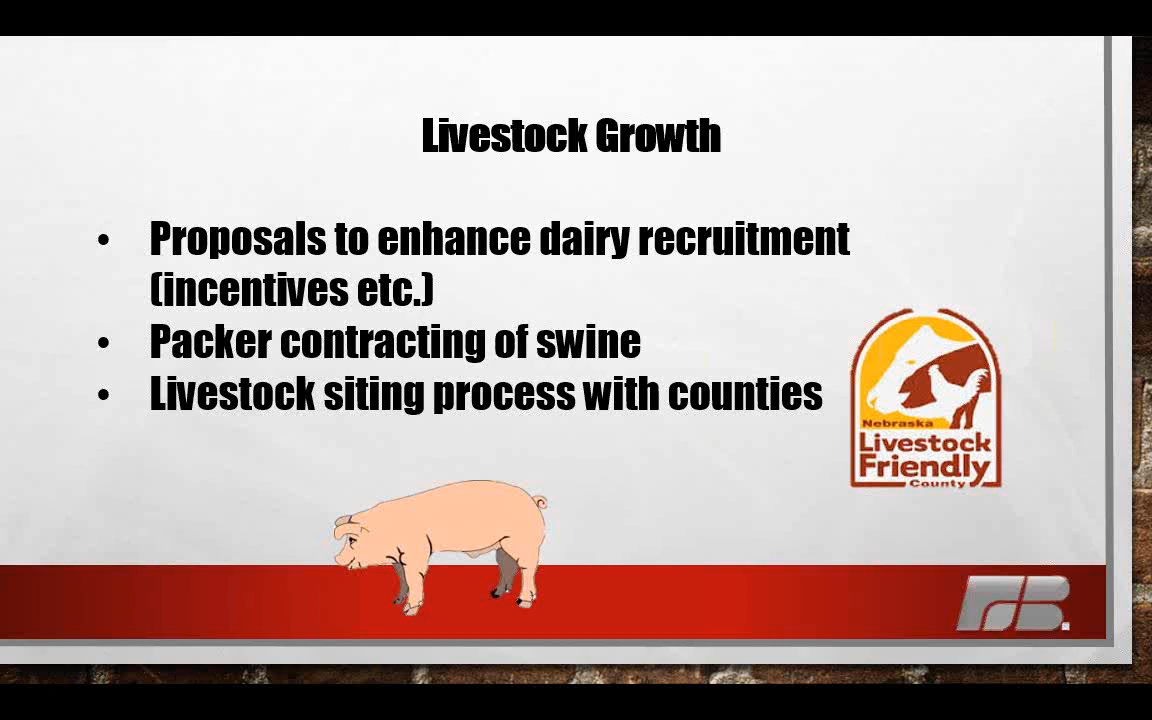 Livestock Growth
• Proposals to enhance dairy recruitment
(incentives etc.)
• Packer contracting of swine
• Livestock siting process with counties
Nebraska
Livestock
Friendly
County
FB